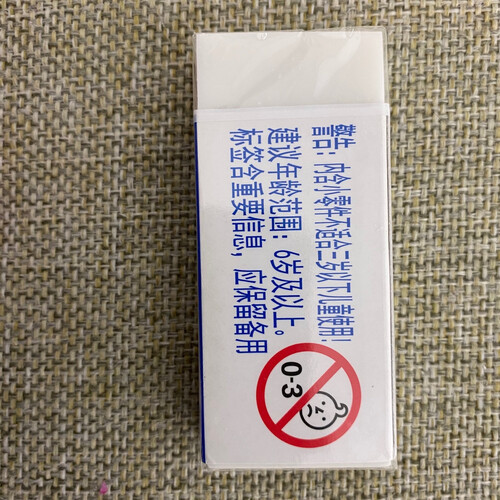 警告：内含小零件不适合三岁以下儿童使用！
建议年龄范围：6岁及以上。
标签含重要信息，应保留备用
0-3